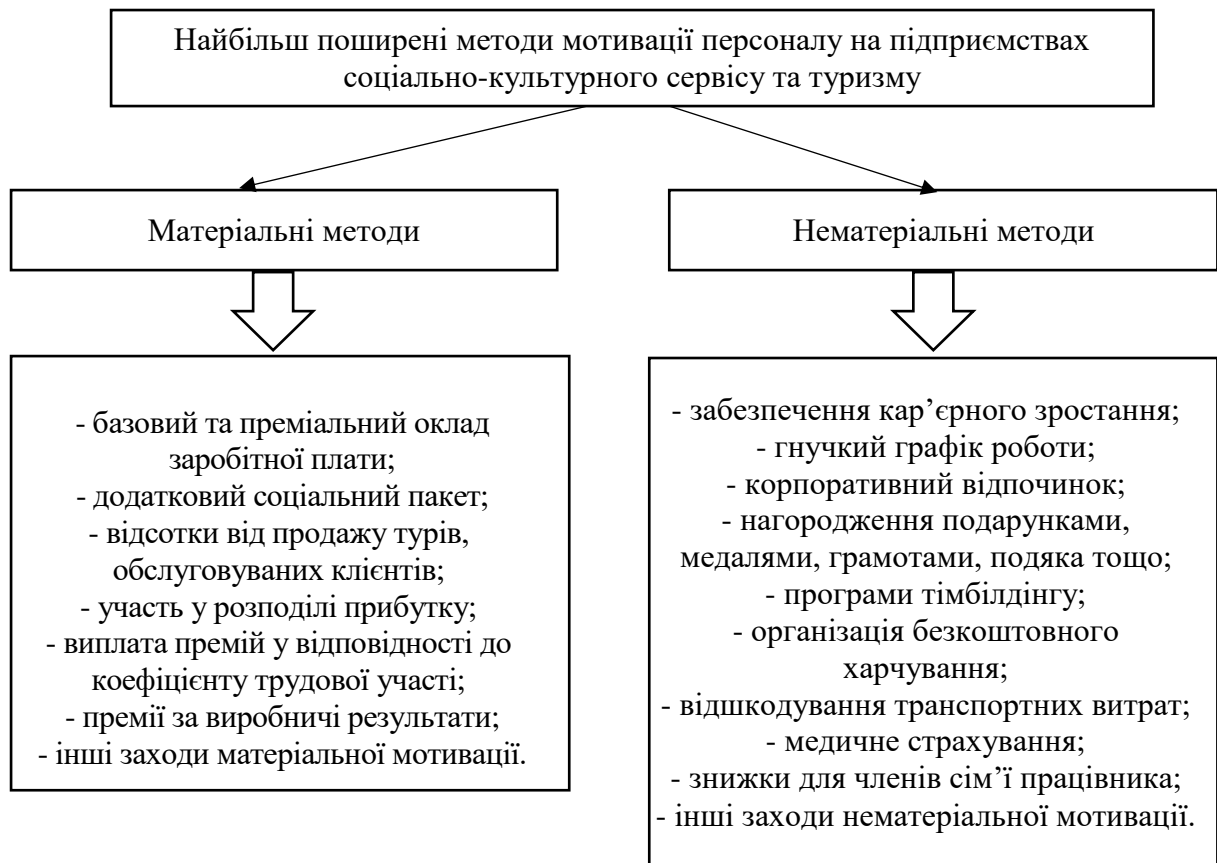 Найбільш поширені методи мотивації персоналу на підприємствах
соціально-культурного сервісу та туризму
Матеріальні методи
Нематеріальні методи
- базовий та преміальний оклад
заробітної плати;
- додатковий соціальний пакет;
- відсотки від продажу турів,
обслуговуваних клієнтів;
- участь у розподілі прибутку;
- виплата премій у відповідності до
коефіцієнту трудової участі;
- премії за виробничі результати;
- інші заходи матеріальної мотивації.
- забезпечення кар’єрного зростання;
- гнучкий графік роботи;
- корпоративний відпочинок;
- нагородження подарунками,
медалями, грамотами, подяка тощо;
- програми тімбілдінгу;
- організація безкоштовного
харчування;
- відшкодування транспортних витрат;
- медичне страхування;
- знижки для членів сім’ї працівника;
- інші заходи нематеріальної мотивації.